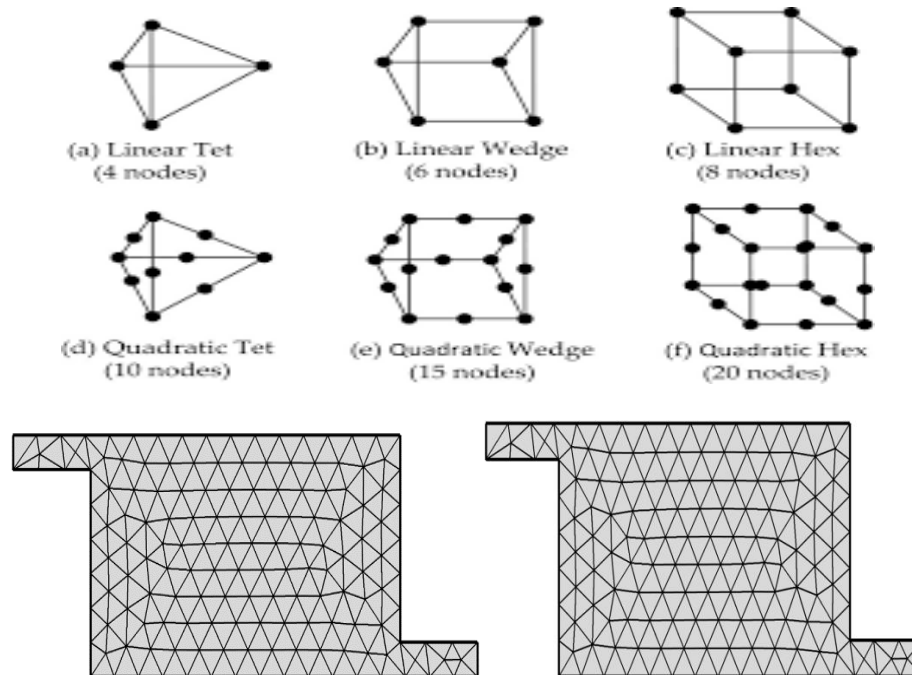 (a) Linear Tet
(4 nodes)
(b) Linear Wedge
(6 nodes)
(c) Linear Hex
(8 nodes)
(d) Quadratic Tet
(10 nodes)
(e) Quadratic Wedge
(15 nodes)
(f) Quadratic Hex
(20 nodes)